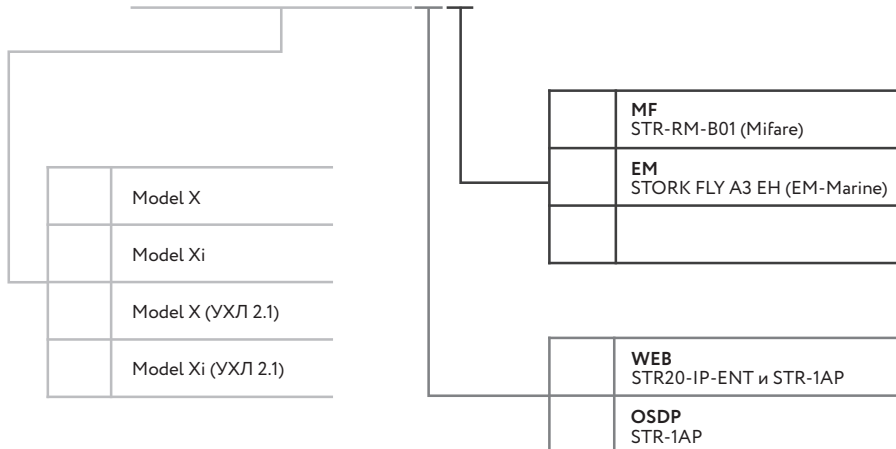 MF
STR-RM-B01 (Mifare)
EM
STORK FLY A3 EH (EM-Marine)
Model X
Model Xi
Model X (УХЛ 2.1)
Model Xi (УХЛ 2.1)
WEB
STR20-IP-ENT и STR-1AP
OSDP
STR-1AP